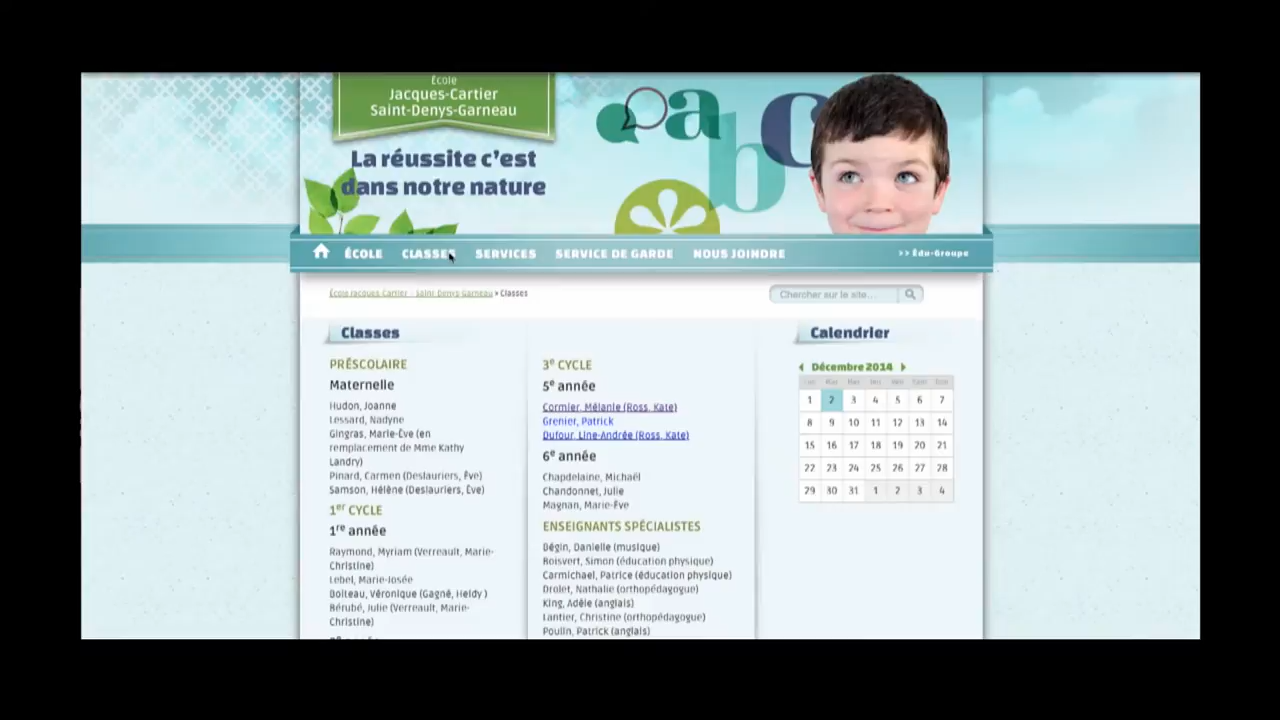 École
Jacques-Cartier
Saint-Denys-Garneau
La réussite c'est
dans notre nature
a
b
c
ÉCOLE CLASSES SERVICES SERVICE DE GARDE NOUS JOINDRE >> Édu-Groupe
École Jacques-Cartier - Saint-Denys-Garneau » Classes
Chercher sur le site...
Classes
PRÉSCOLAIRE
Maternelle
Hudon, Joanne
Lessard, Nadyne
Gingras, Marie-Ève (en
remplacement de Mme Kathy
Landry)
Pinard, Carmen (Deslauriers, Ève)
Samson, Hélène (Deslauriers, Ève)
1er CYCLE
1re année
Raymond, Myriam (Verreault, Marie-
Christine)
Lebel, Marie-Josée
Boiteau, Véronique (Gagné, Heidy )
Bérubé, Julie (Verreault, Marie-
Christine)
3e CYCLE
5e année
Cormier, Mélanie (Ross, Kate)
Grenier, Patrick
Dufour, Line-Andrée (Ross, Kate)
6e année
Chapdelaine, Michaël
Chandonnet, Julie
Magnan, Marie-Ève
ENSEIGNANTS SPÉCIALISTES
Bégin, Danielle (musique)
Boisvert, Simon (éducation physique)
Carmichael, Patrice (éducation physique)
Drolet, Nathalie (orthopédagogue)
King, Adèle (anglais)
Lantier, Christine (orthopédagogue)
Poulin, Patrick (anglais)
Calendrier
Décembre 2014
1 2 3 4 5 6 7
8 9 10 11 12 13 14
15 16 17 18 19 20 21
22 23 24 25 26 27 28
29 30 31 1 2 3 4